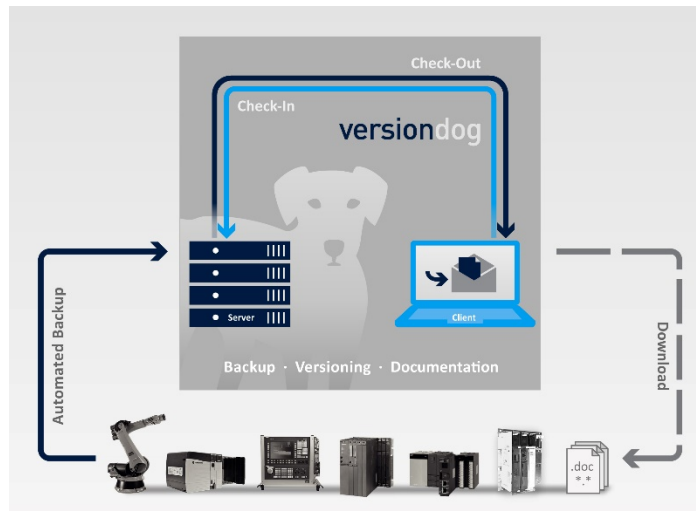 Check-Out
Check-In
versiondog
Server
Client
Backup · Versioning · Documentation
Automated Backup
Download
.doc
*.*